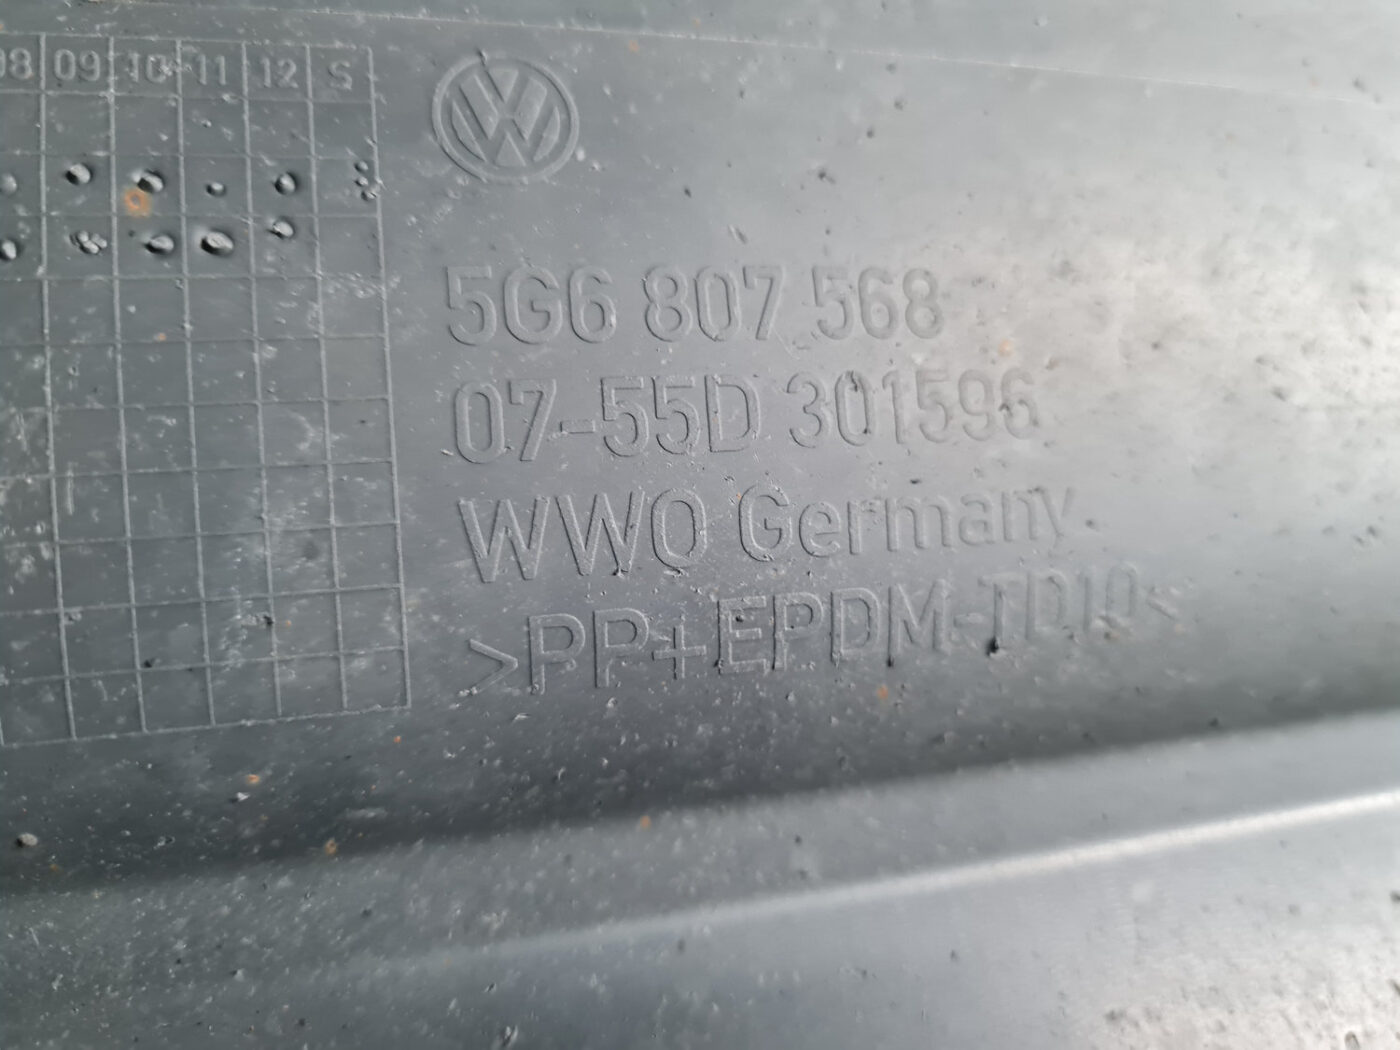 08 09 10 11 12 S
5G6 807 568
07-55D 301596
WWO Germany
>PP+EPDM-TD10<